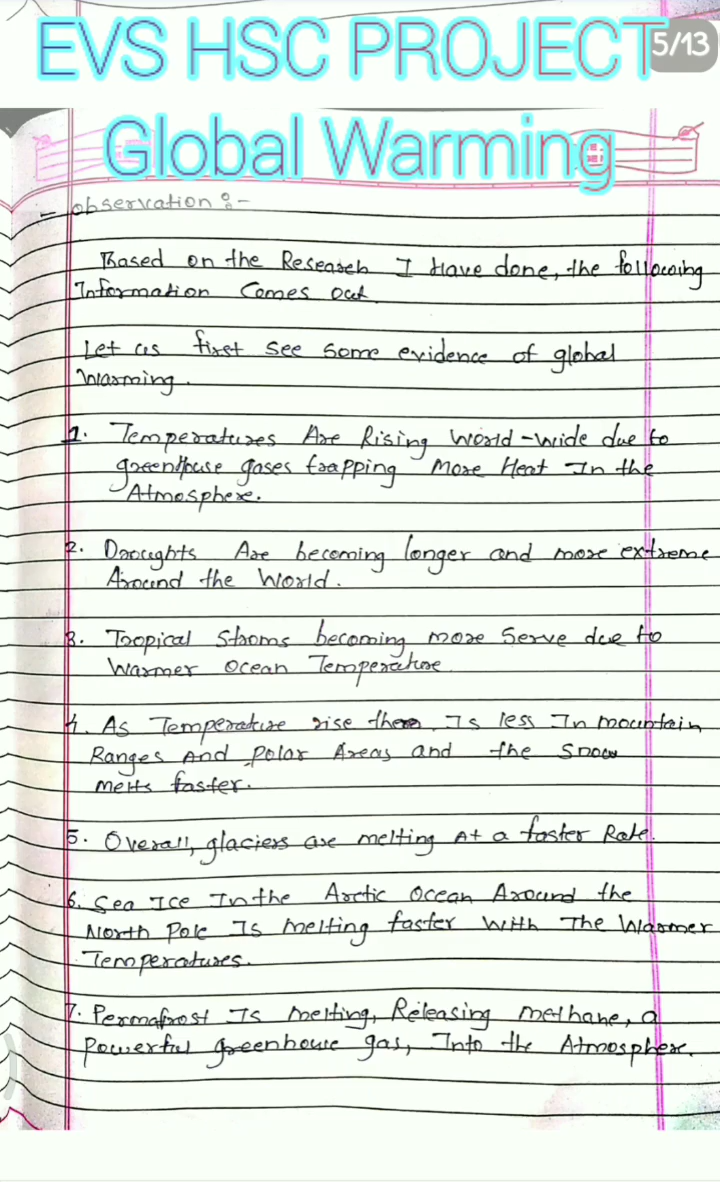 EVS HSC PROJECT
5/13
Global Warming
observation :-
Based on the Research I Have done, the following
Information Comes out
Let us first see some evidence of global
Warming.
1. Temperatures Are Rising World-wide due to
greenhouse gases trapping More Heat In the
Atmosphere.
2. Droughts Are becoming longer and more extreme
Around the World.
3. Tropical Stroms becoming more Serve due to
Warmer ocean Temperature
4. As Temperature rise there Is less In mountain
Ranges And Polar Areas and the Snow
melts faster.
5. Overall, glaciers are melting At a faster Rate.
6. Sea Ice In the Arctic Ocean Around the
North Pole Is Melting faster With The Warmer
Temperatures.
7. Permafrost Is Melting, Releasing methane, a
Powerful greenhouse gas, Into the Atmosphere.